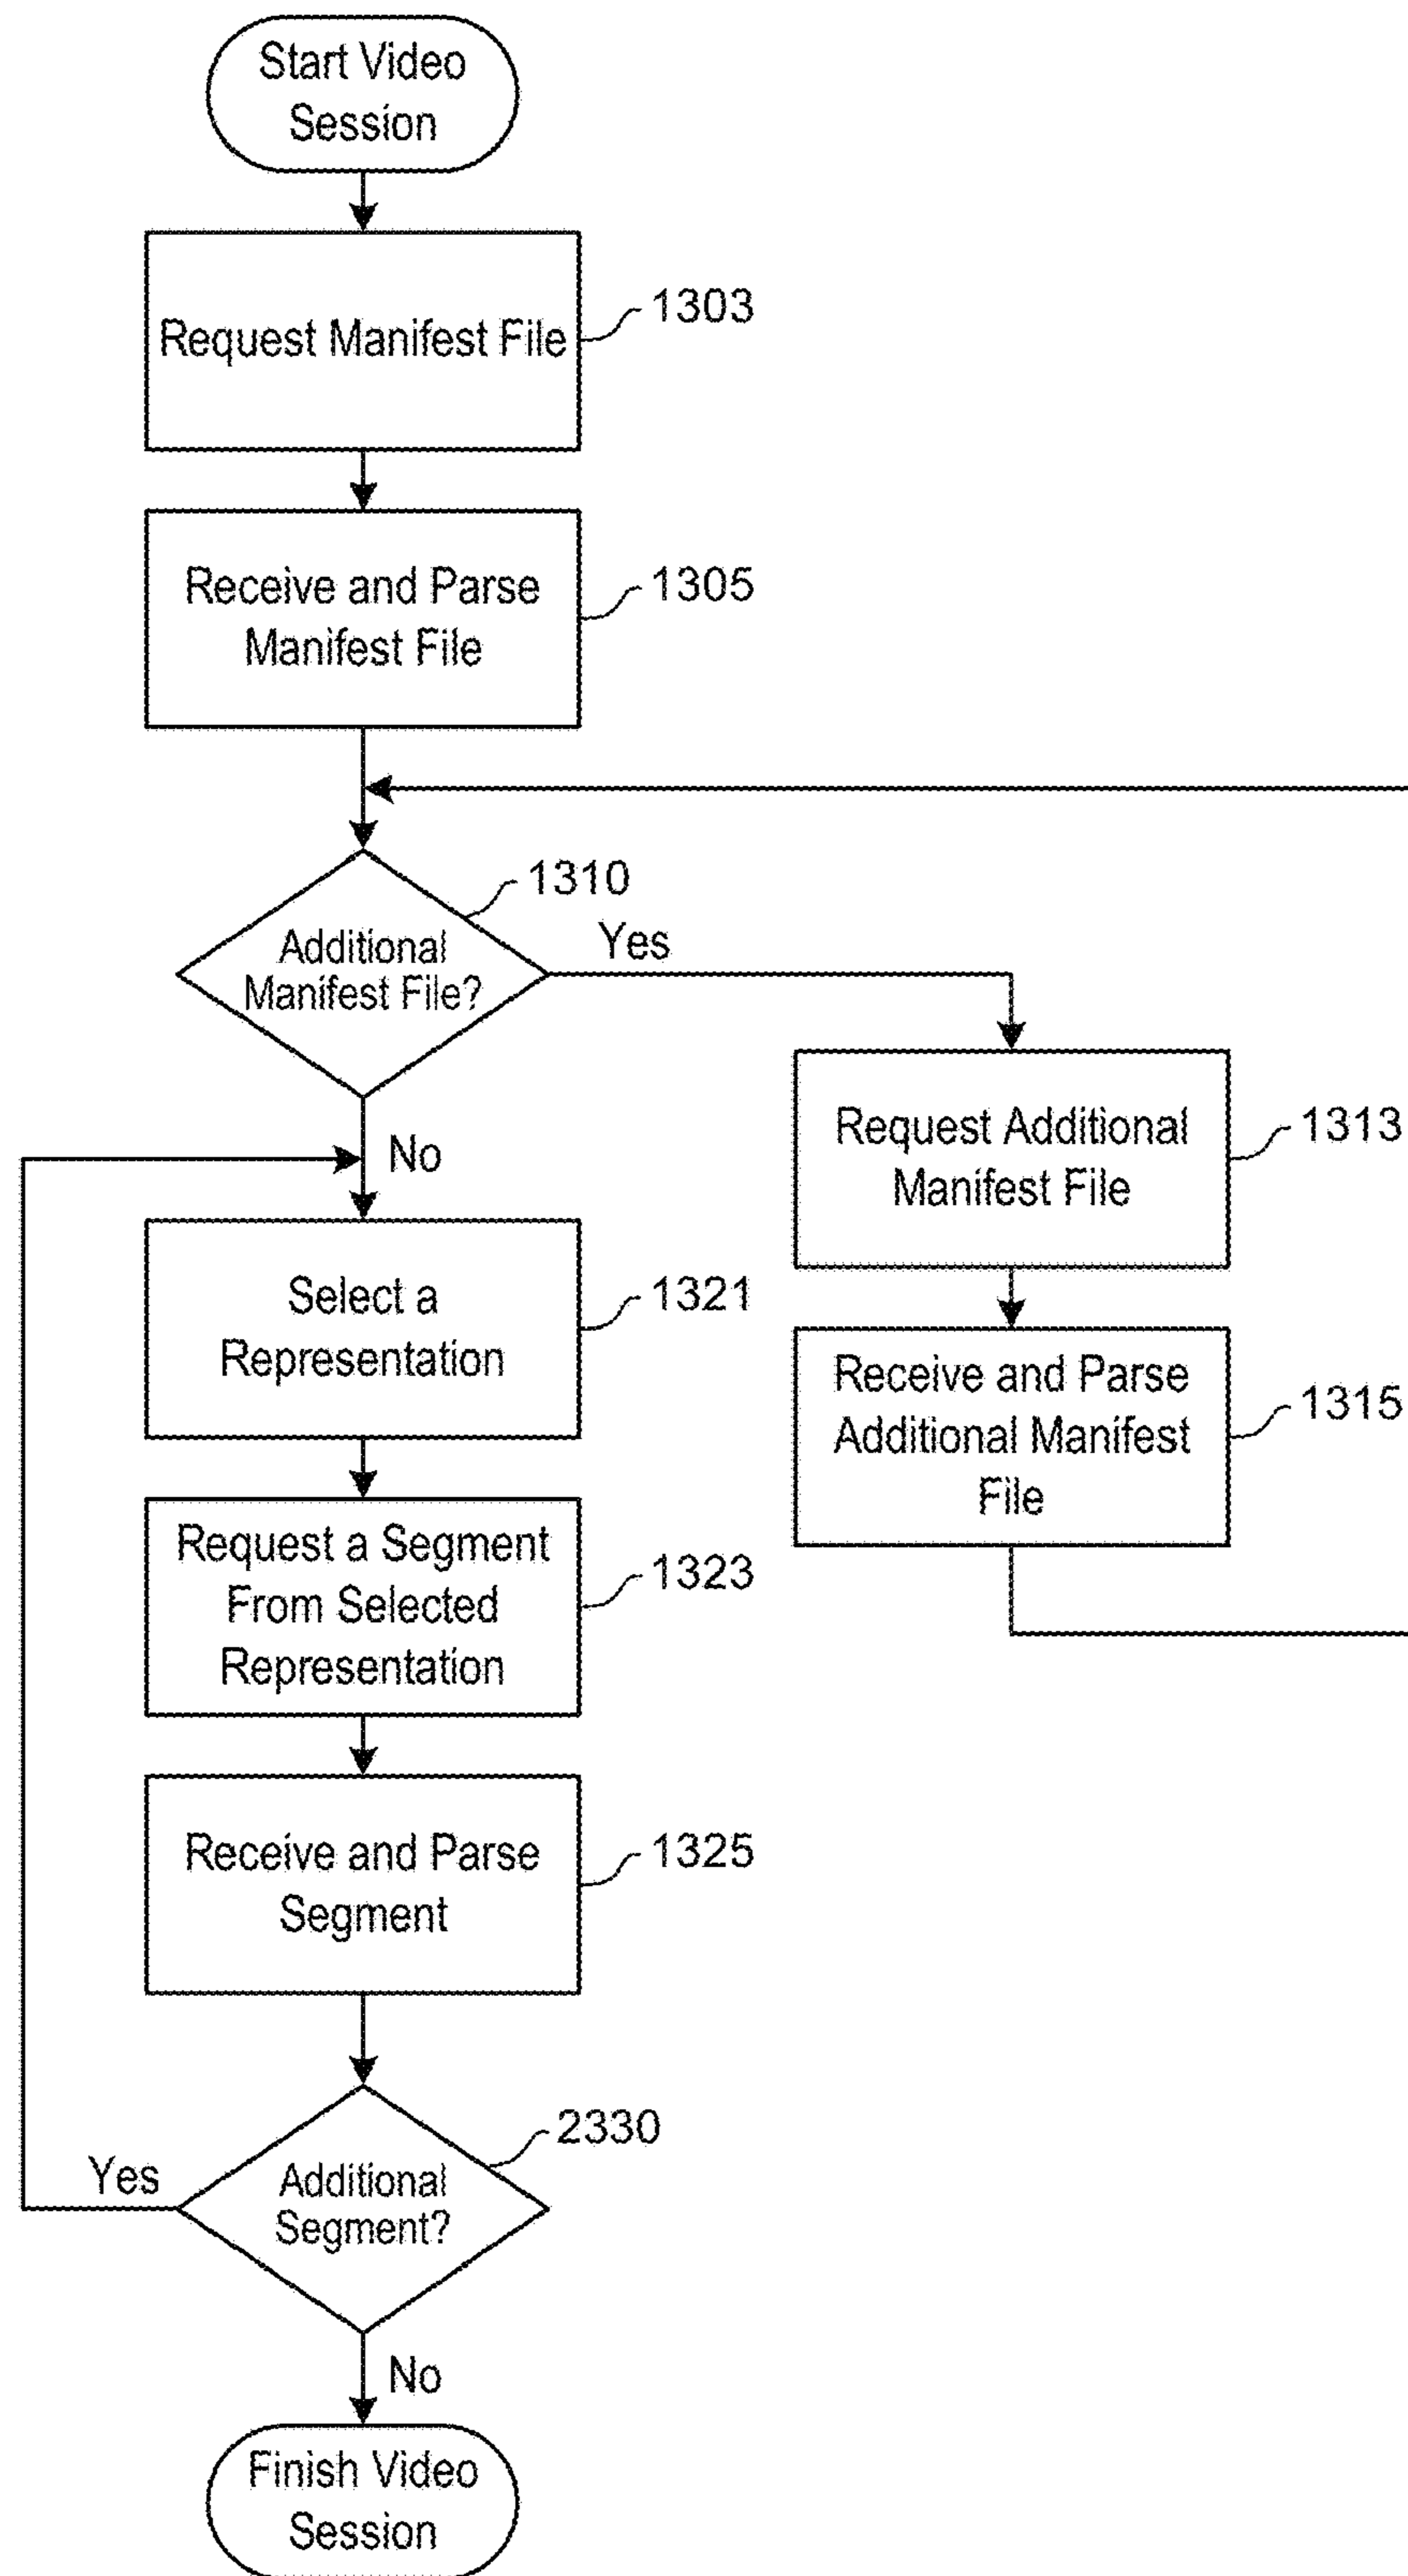 Start Video
Session
Request Manifest File
1303
Receive and Parse
Manifest File
1305
1310
Additional
Manifest File?
Yes
No
Request Additional
Manifest File
1313
Receive and Parse
Additional Manifest
File
1315
Select a
Representation
1321
Request a Segment
From Selected
Representation
1323
Receive and Parse
Segment
1325
2330
Additional
Segment?
Yes
No
Finish Video
Session